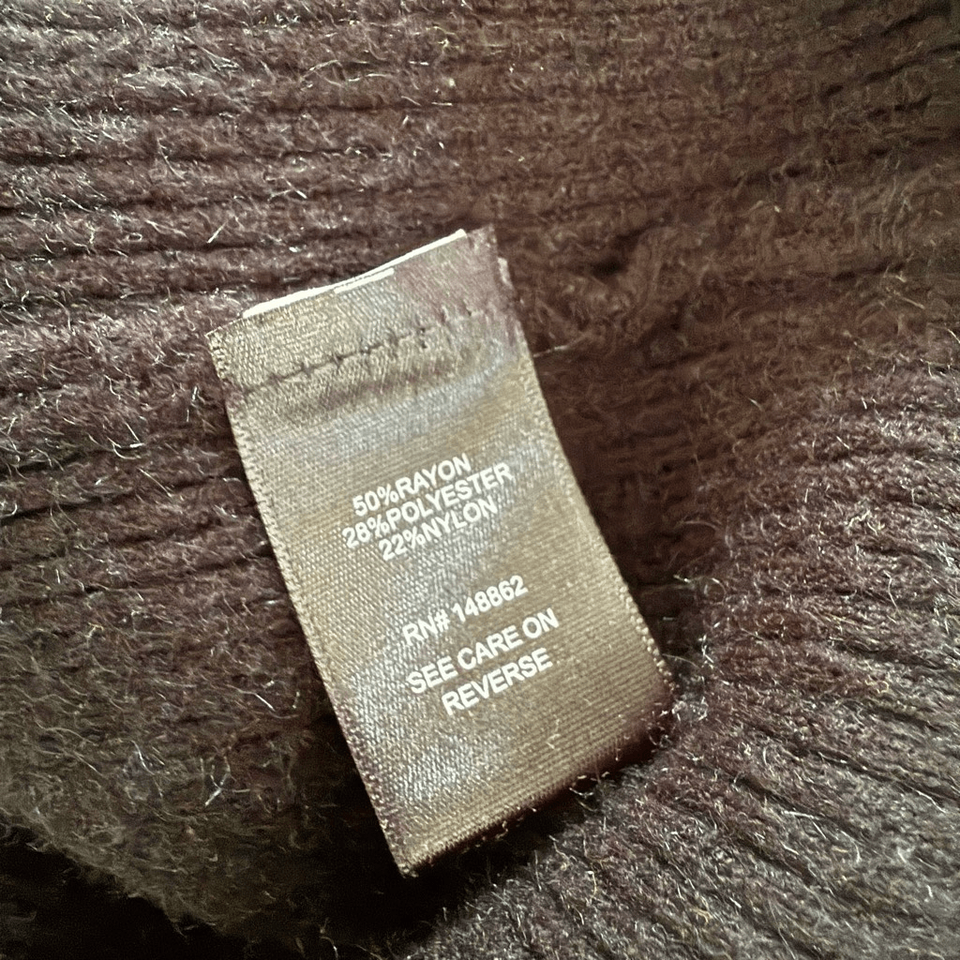 50%RAYON
28%POLYESTER
22%NYLON
RN# 148862
SEE CARE ON
REVERSE